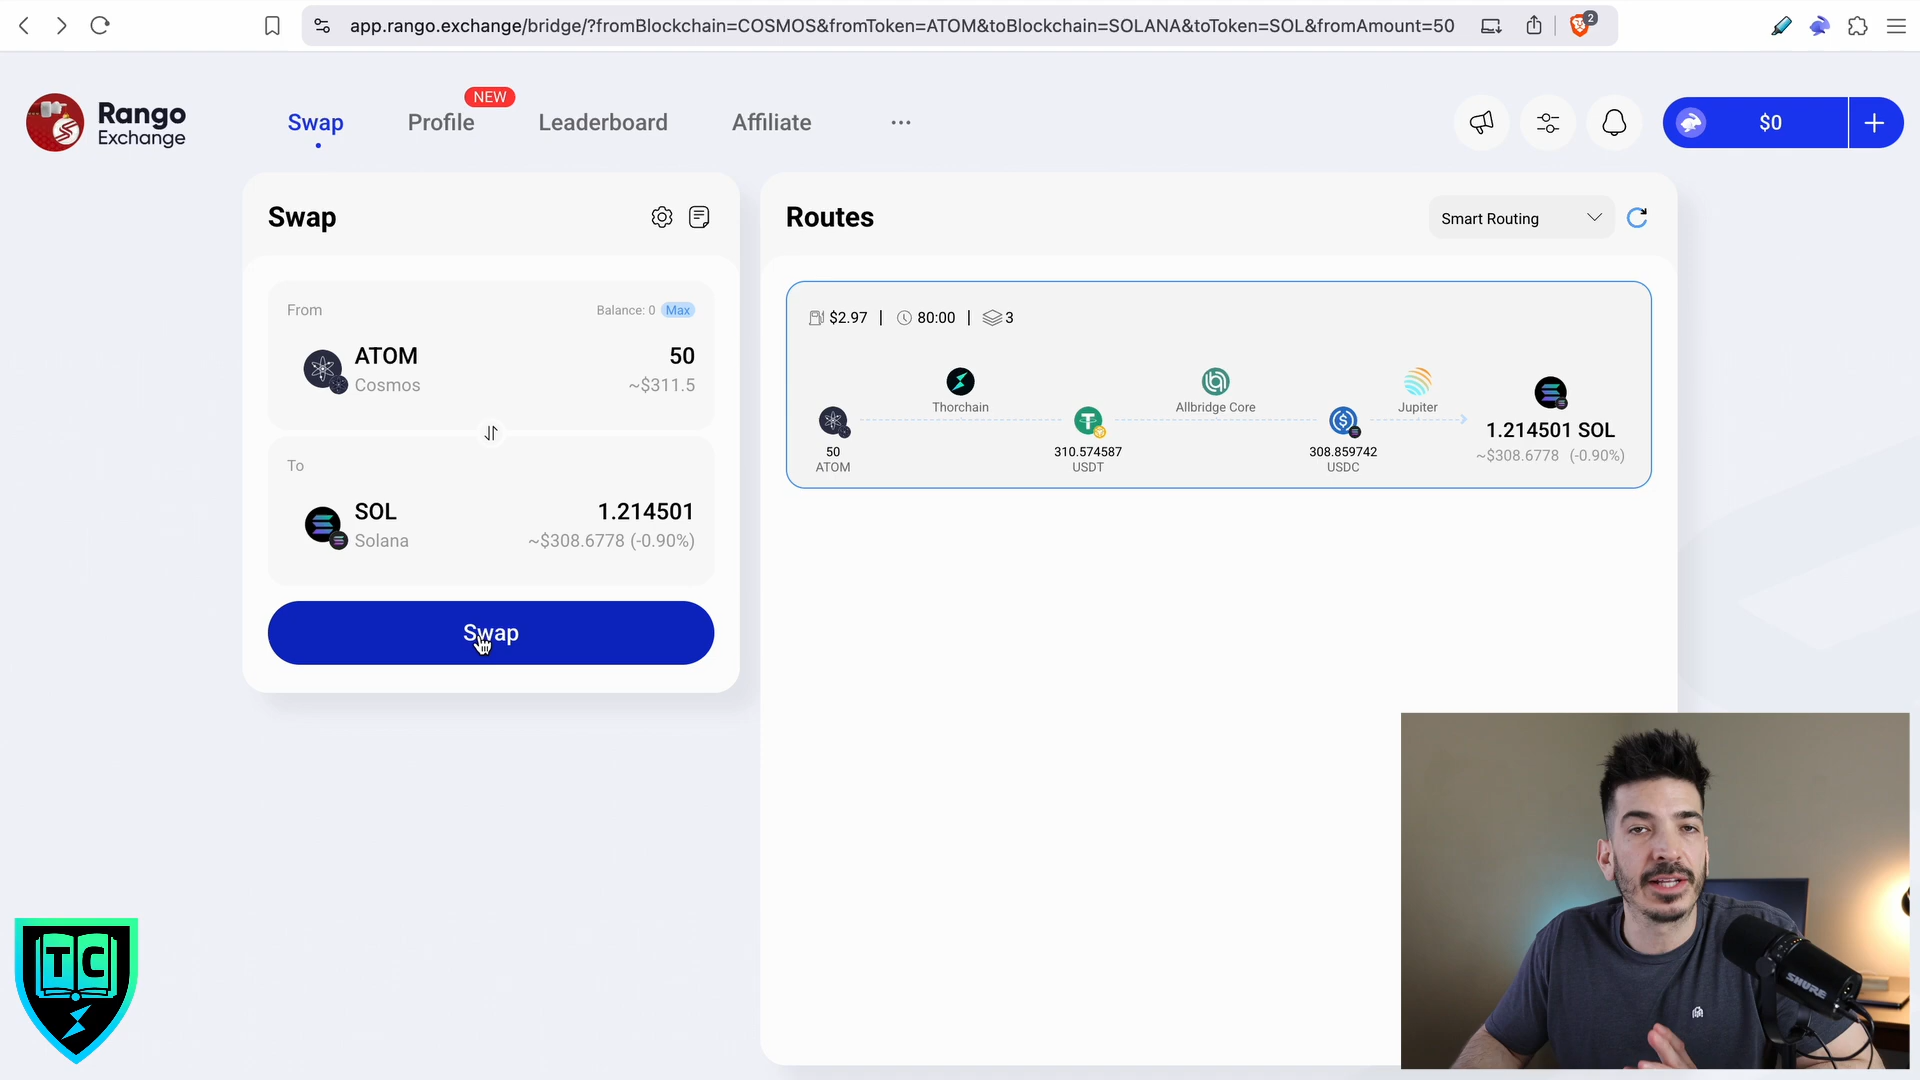 app.rango.exchange/bridge/?fromBlockchain=COSMOS&fromToken=ATOM&toBlockchain=SOLANA&toToken=SOL&fromAmount=50
2
Rango
Exchange
Swap
Profile
NEW
Leaderboard
Affiliate
$0
Swap
From
Balance: 0 Max
ATOM
50
Cosmos
~$311.5
To
SOL
1.214501
Solana
~$308.6778 (-0.90%)
Swap
Routes
Smart Routing
$2.97 | 80:00 | 3
Thorchain
Allbridge Core
Jupiter
50
ATOM
310.574587
USDT
308.859742
USDC
1.214501 SOL
~$308.6778 (-0.90%)
TC
SHURE